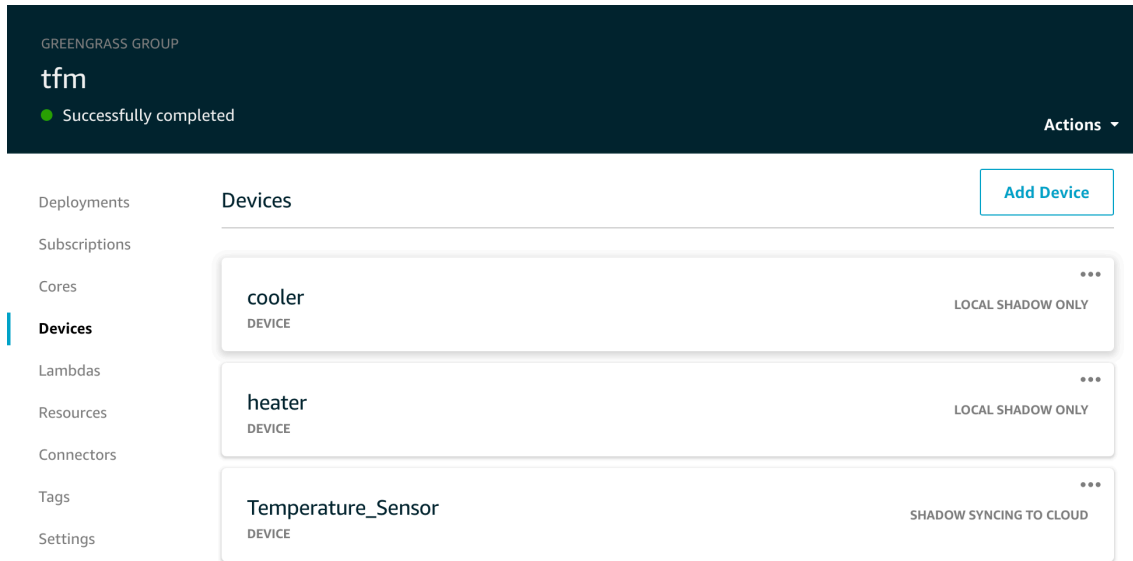 GREENGRASS GROUP
tfm
Successfully completed
Actions
Deployments
Subscriptions
Cores
Devices
Lambdas
Resources
Connectors
Tags
Settings
Devices
Add Device
cooler
DEVICE
LOCAL SHADOW ONLY
heater
DEVICE
LOCAL SHADOW ONLY
Temperature_Sensor
DEVICE
SHADOW SYNCING TO CLOUD